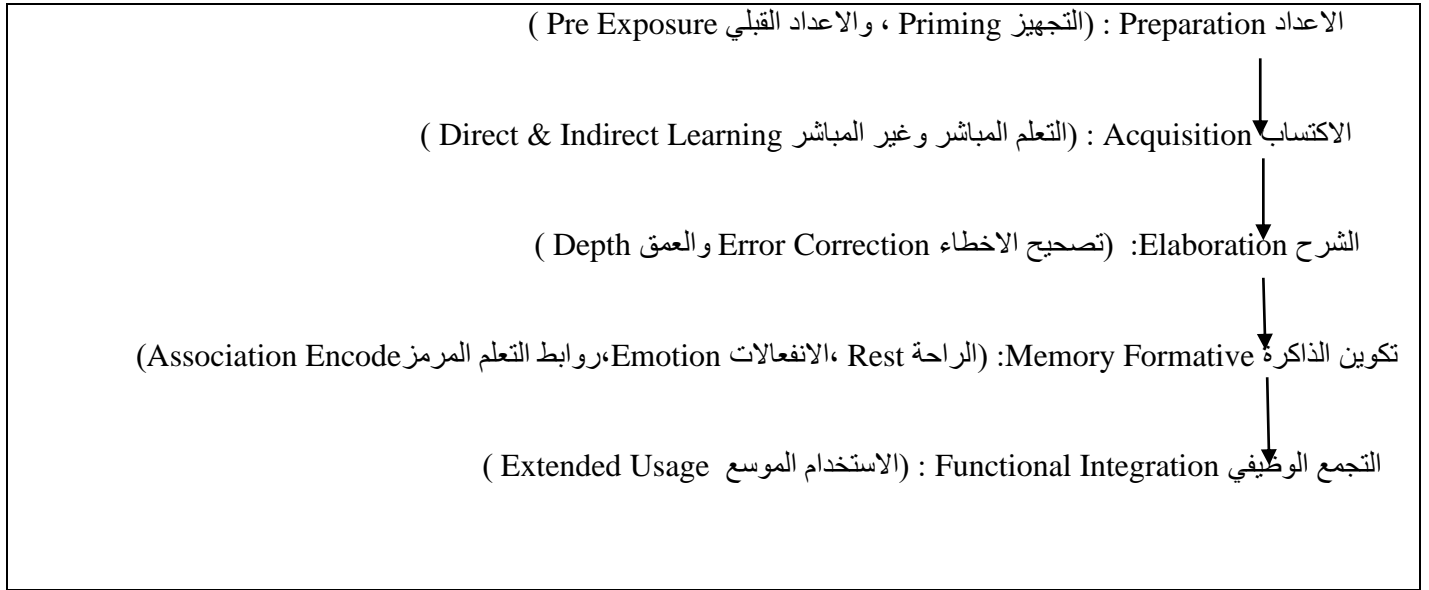 الاعداد Preparation : (التجهيز Priming ، والاعداد القبلي Pre Exposure )
الاكتساب Acquisition : (التعلم المباشر وغير المباشر Direct & Indirect Learning )
الشرح Elaboration: (تصحيح الاخطاء Error Correction والعمق Depth )
تكوين الذاكرة Memory Formative: (الراحة Rest ،الانفعالات Emotion،روابط التعلم المرمزAssociation Encode)
التجمع الوظيفي Functional Integration : (الاستخدام الموسع Extended Usage )